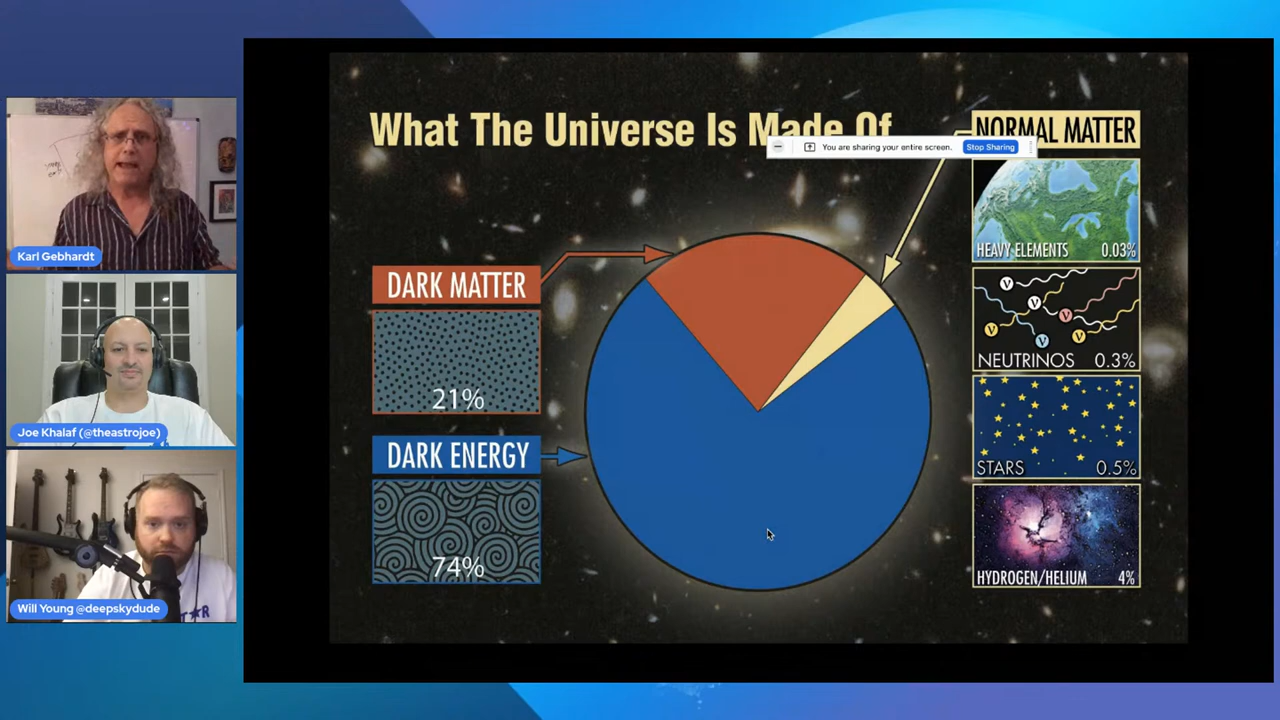 Karl Gebhardt
Joe Khalaf (@theastrojoe)
Will Young @deepskydude
What The Universe Is Made Of
You are sharing your entire screen.
Stop Sharing
DARK MATTER
21%
DARK ENERGY
74%
NORMAL MATTER
HEAVY ELEMENTS 0.03%
V
V
V
V
V
V
NEUTRINOS 0.3%
STARS 0.5%
HYDROGEN/HELIUM 4%